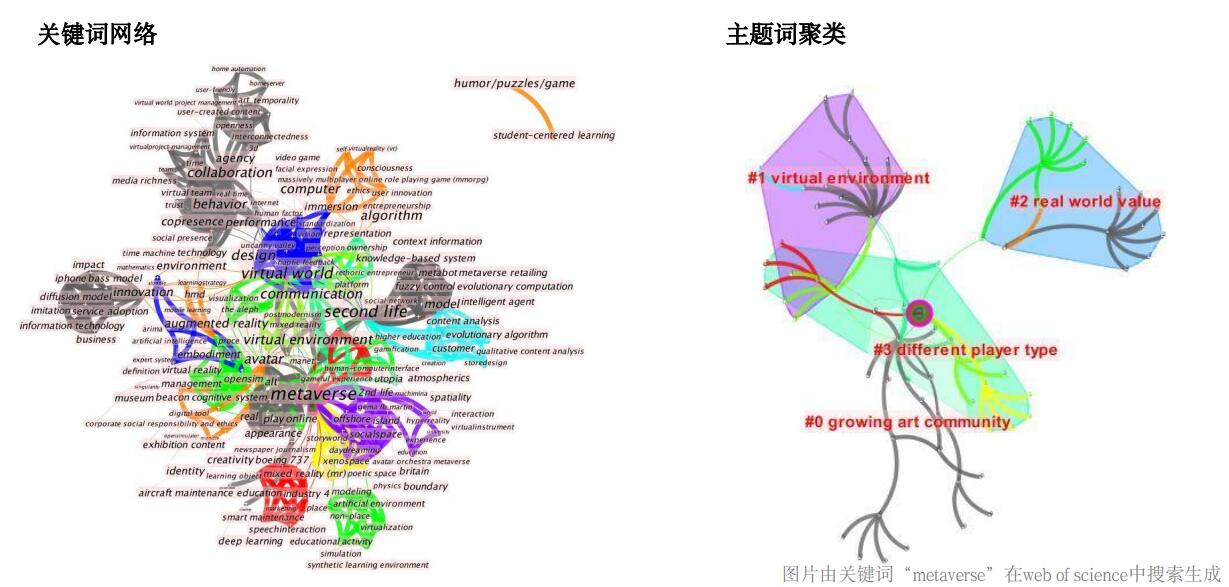 关键词网络
主题词聚类
home automation
homeserver
user-friendly
virtual world project management
art temporality
user-created content
openness
information system
interconnectedness
virtualproject-management
3d
time
agency
video game
self virtualreality (vr)
team
collaboration
facial expression
consciousness
media richness
massively multiplayer online role playing game (mmorpg)
virtual team
real time
computer
ethics
user innovation
trust
behavior
internet
immersion
entrepreneurship
human factor
algorithm
copresence
performance
standardization
vision
representation
social presence
context information
uncanny valley
perception
ownership
time machine
technology
design
haptic feedback
knowledge-based system
impact
mathematics
environment
virtual world
rethoric
entrepreneur
metabot
metaverse retailing
iphone
bass model
learningstrategy
platform
fuzzy control
evolutionary computation
diffusion model
innovation
hmd
visualization
communication
social network
model
intelligent agent
imitation
service adoption
mobile learning
the aleph
postmodernism
second life
information technology
arima
augmented reality
mixed reality
content analysis
business
artificial intelligence
proce
virtual environment
higher education
evolutionary algorithm
embodiment
avatar
manet
gamification
customer
qualitative content analysis
expert system
human-computerinterface
creation
storedesign
definition
virtual reality
opensim
alt
gameful experience
utopia
atmospherics
singularity
management
metaverse
2nd life
machinima
spatiality
museum
beacon
cognitive system
gema fb martin
digital tool
real
play
online
offshore
island
hyperreality
interaction
corporate social responsibility and ethics
appearance
socialspace
virtualinstrument
exhibition content
storyworld
experience
newspaper journalism
daydreaming
education
creativity
boeing 737
xenospace
avatar orchestra metaverse
identity
learning object
mixed reality (mr)
poetic space
britain
physics
boundary
aircraft maintenance education
industry 4
modeling
marketing
place
artificial environment
smart maintenance
non-place
speechinteraction
virtualization
deep learning
educational activity
simulation
synthetic learning environment
humor/puzzles/game
student-centered learning
#1 virtual environment
#2 real world value
#3 different player type
#0 growing art community
图片由关键词“metaverse”在web of science中搜索生成